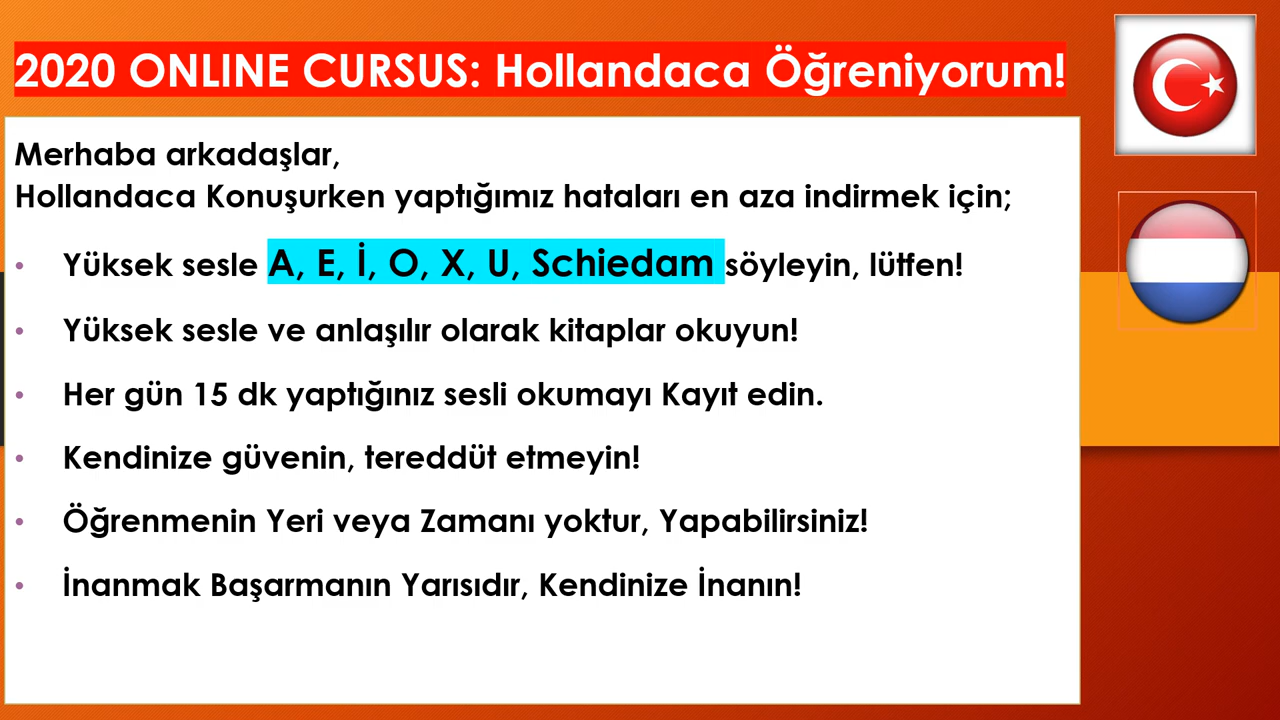 2020 ONLINE CURSUS: Hollandaca Öğreniyorum!
Merhaba arkadaşlar,
Hollandaca Konuşurken yaptığımız hataları en aza indirmek için;
• Yüksek sesle A, E, İ, O, X, U, Schiedam söyleyin, lütfen!
• Yüksek sesle ve anlaşılır olarak kitaplar okuyun!
• Her gün 15 dk yaptığınız sesli okumayı Kayıt edin.
• Kendinize güvenin, tereddüt etmeyin!
• Öğrenmenin Yeri veya Zamanı yoktur, Yapabilirsiniz!
• İnanmak Başarmanın Yarısıdır, Kendinize İnanın!